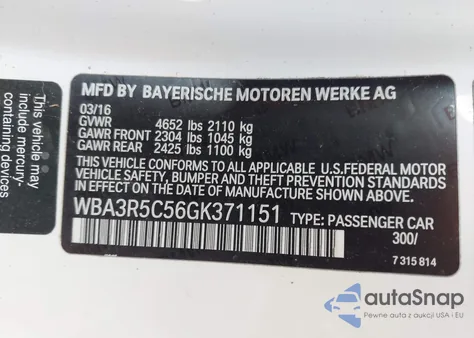 This vehicle may
include mercury-
containing devices
MFD BY BAYERISCHE MOTOREN WERKE AG
03/16
GVWR 4652 lbs 2110 kg
GAWR FRONT 2304 lbs 1045 kg
GAWR REAR 2425 lbs 1100 kg
THIS VEHICLE CONFORMS TO ALL APPLICABLE U.S.FEDERAL MOTOR
VEHICLE SAFETY, BUMPER AND THEFT PREVENTION STANDARDS
IN EFFECT ON THE DATE OF MANUFACTURE SHOWN ABOVE.
WBA3R5C56GK371151 TYPE: PASSENGER CAR
300/
7 315 814
autoSnap
Pewne auto z USA i EU